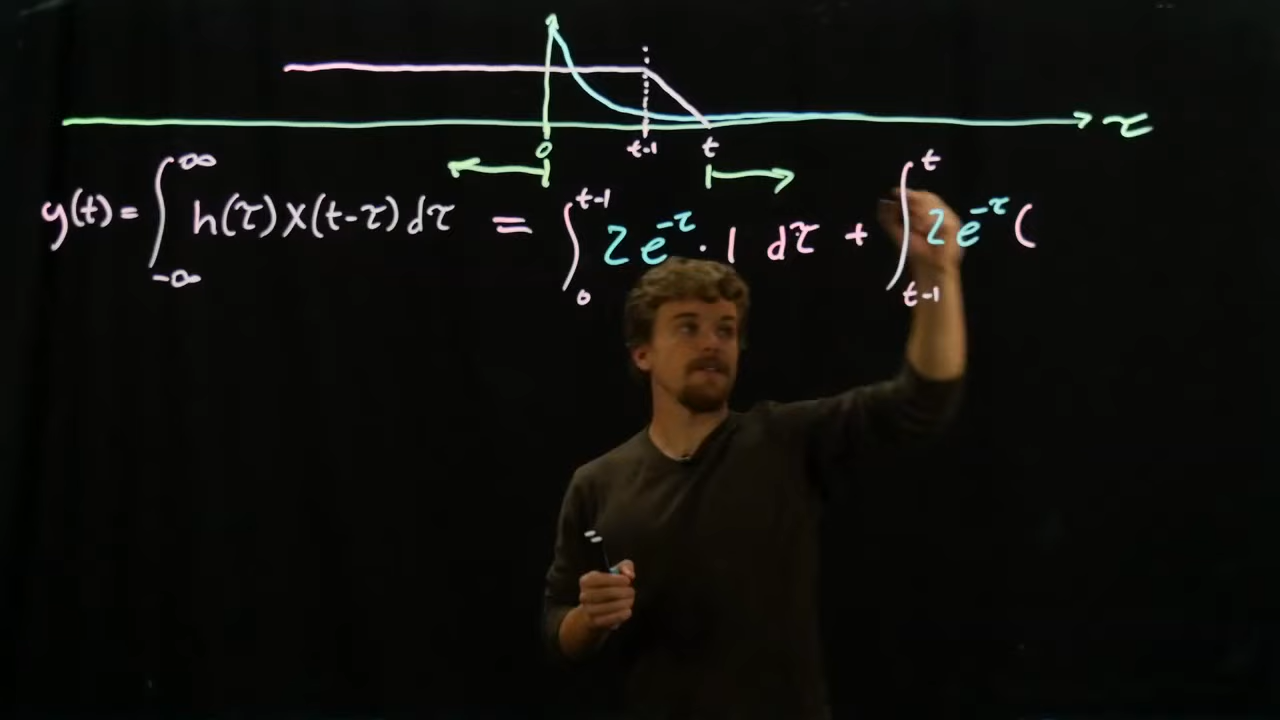 τ
0 t-1 t
y(t) = ∫_{-∞}^{∞} h(τ) x(t-τ) dτ = ∫_{0}^{t-1} 2e^{-τ} · 1 dτ + ∫_{t-1}^{t} 2e^{-τ} (